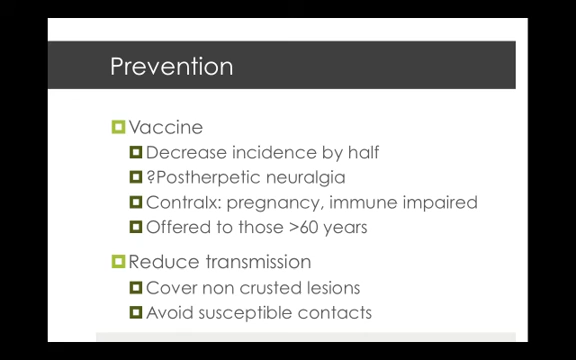 Prevention
Vaccine
Decrease incidence by half
?Postherpetic neuralgia
ContraIx: pregnancy, immune impaired
Offered to those >60 years
Reduce transmission
Cover non crusted lesions
Avoid susceptible contacts